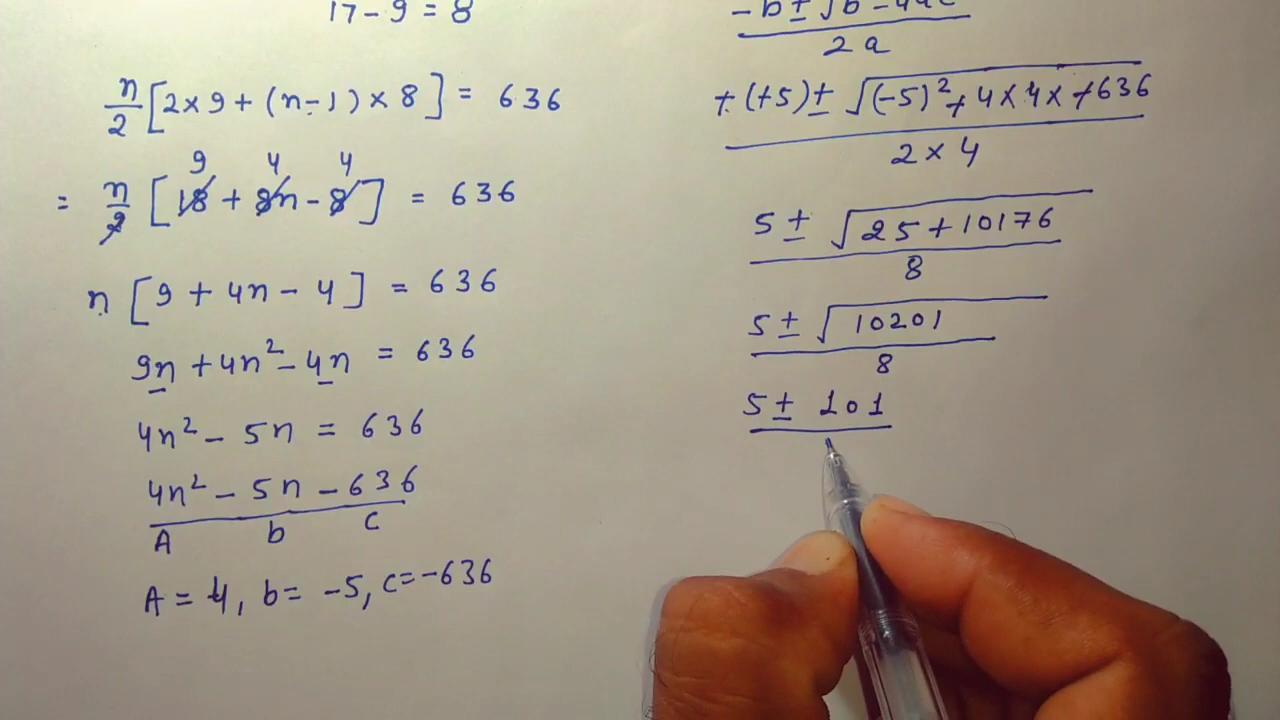 17 - 9 = 8
n/2 [2 × 9 + (n - 1) × 8] = 636
9 4 4
= n/2 [18 + 8n - 8] = 636
n [9 + 4n - 4] = 636
9n + 4n² - 4n = 636
4n² - 5n = 636
4n² - 5n - 636
A b c
A = 4, b = -5, c = -636
-b ±
2a
+ (+5) ± √(-5)² + 4 × 4 × +636
2 × 4
5 ± √25 + 10176
8
5 ± √10201
8
5 ± 101